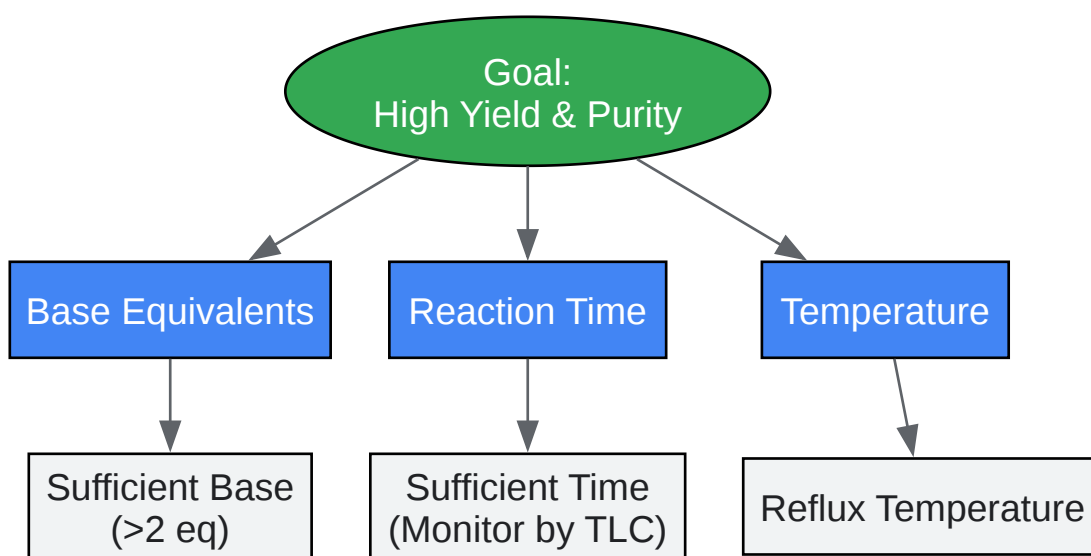 Goal:
High Yield & Purity
Base Equivalents
Reaction Time
Temperature
Sufficient Base
(>2 eq)
Sufficient Time
(Monitor by TLC)
Reflux Temperature